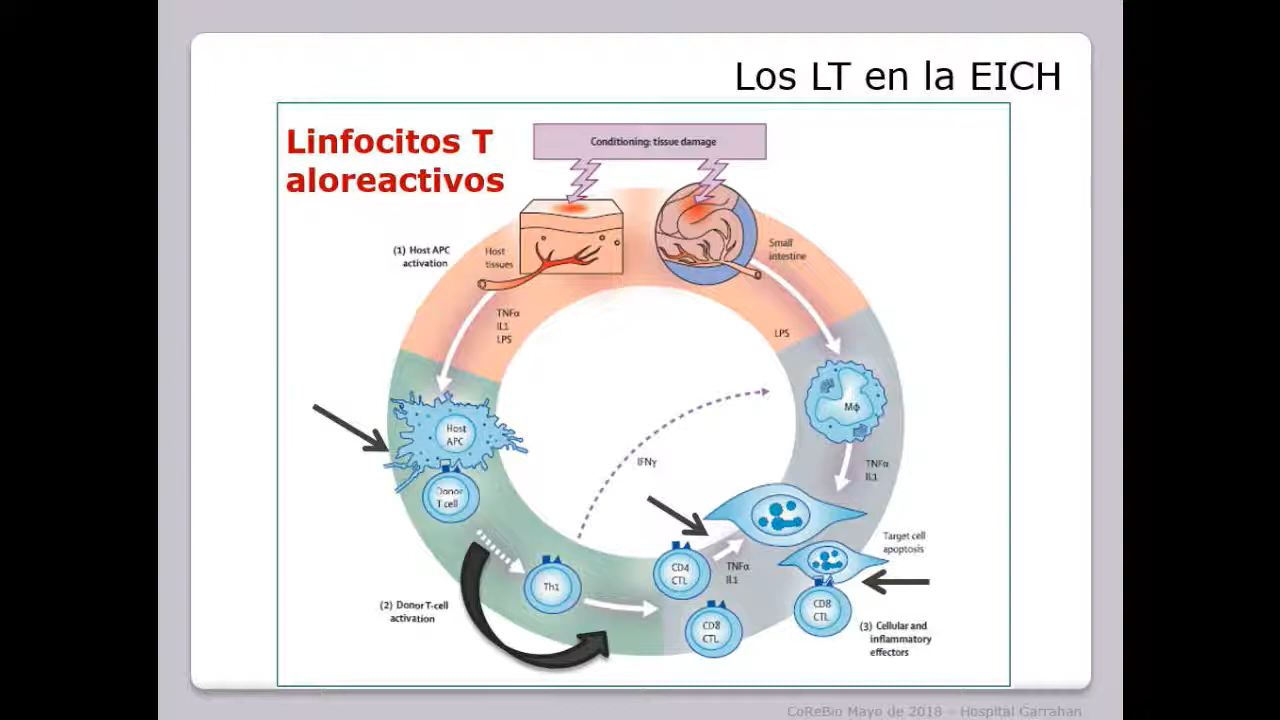 Los LT en la EICH
Linfocitos T
aloreactivos
Conditioning: tissue damage
(1) Host APC
activation
Host
tissues
Small
intestine
TNFα
IL1
LPS
LPS
Host
APC
Donor
T cell
Mϕ
IFNγ
TNFα
IL1
Target cell
apoptosis
Th1
CD4
CTL
TNFα
IL1
CD8
CTL
CD8
CTL
(2) Donor T-cell
activation
(3) Cellular and
inflammatory
effectors
CoReBio Mayo de 2018 – Hospital Garrahan